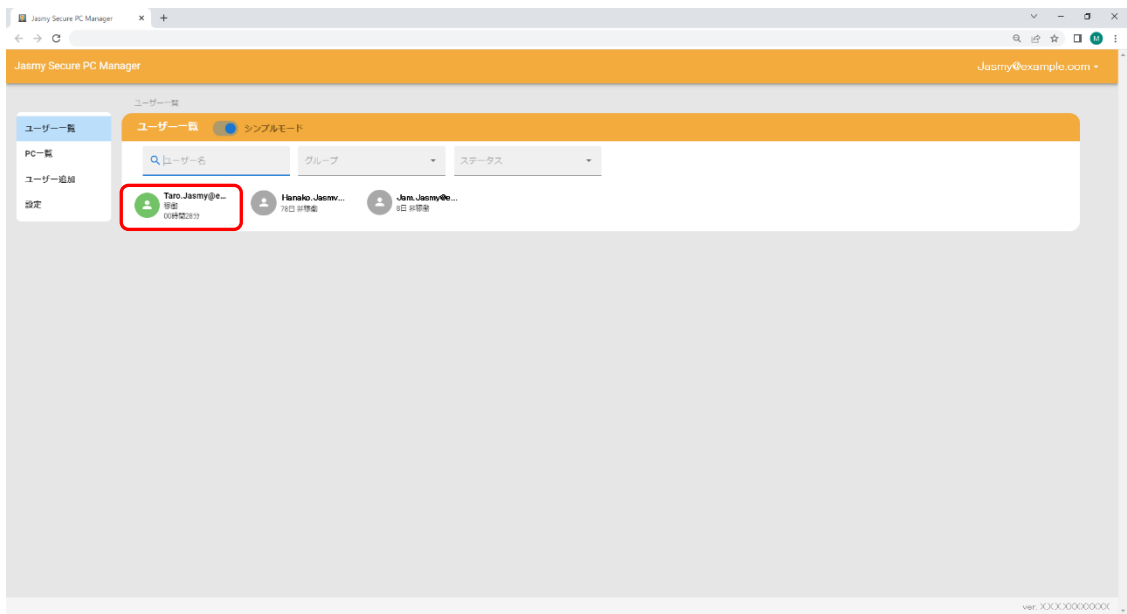 Jasmy Secure PC Manager
Jasmy Secure PC Manager
Jasmy@example.com
ユーザー一覧
ユーザー一覧
PC一覧
ユーザー追加
設定
ユーザー一覧 シンプルモード
ユーザー名 グループ ステータス
Taro.Jasmy@e...
稼働
00時間28分
Hanako.Jasmy...
78日 非稼働
Jam.Jasmy@e...
8日 非稼働
M
ver. XXXXXXXXXXX